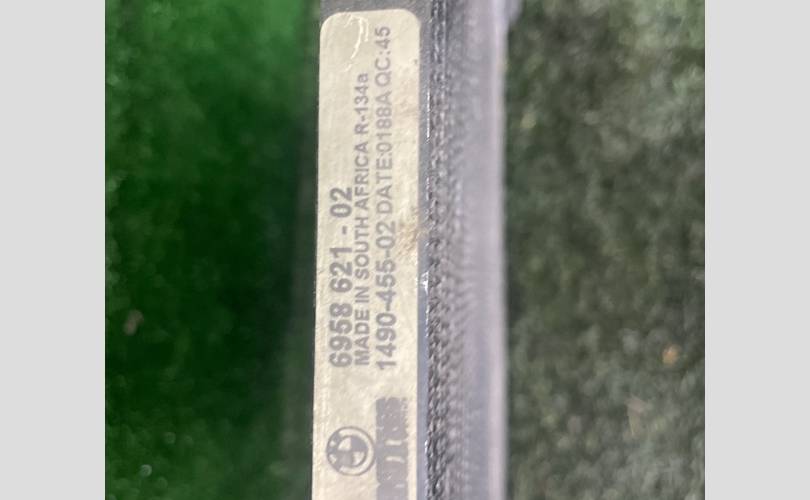 6958 621 - 02
MADE IN SOUTH AFRICA R-134a
1490-455-02 DATE:0188A QC:45